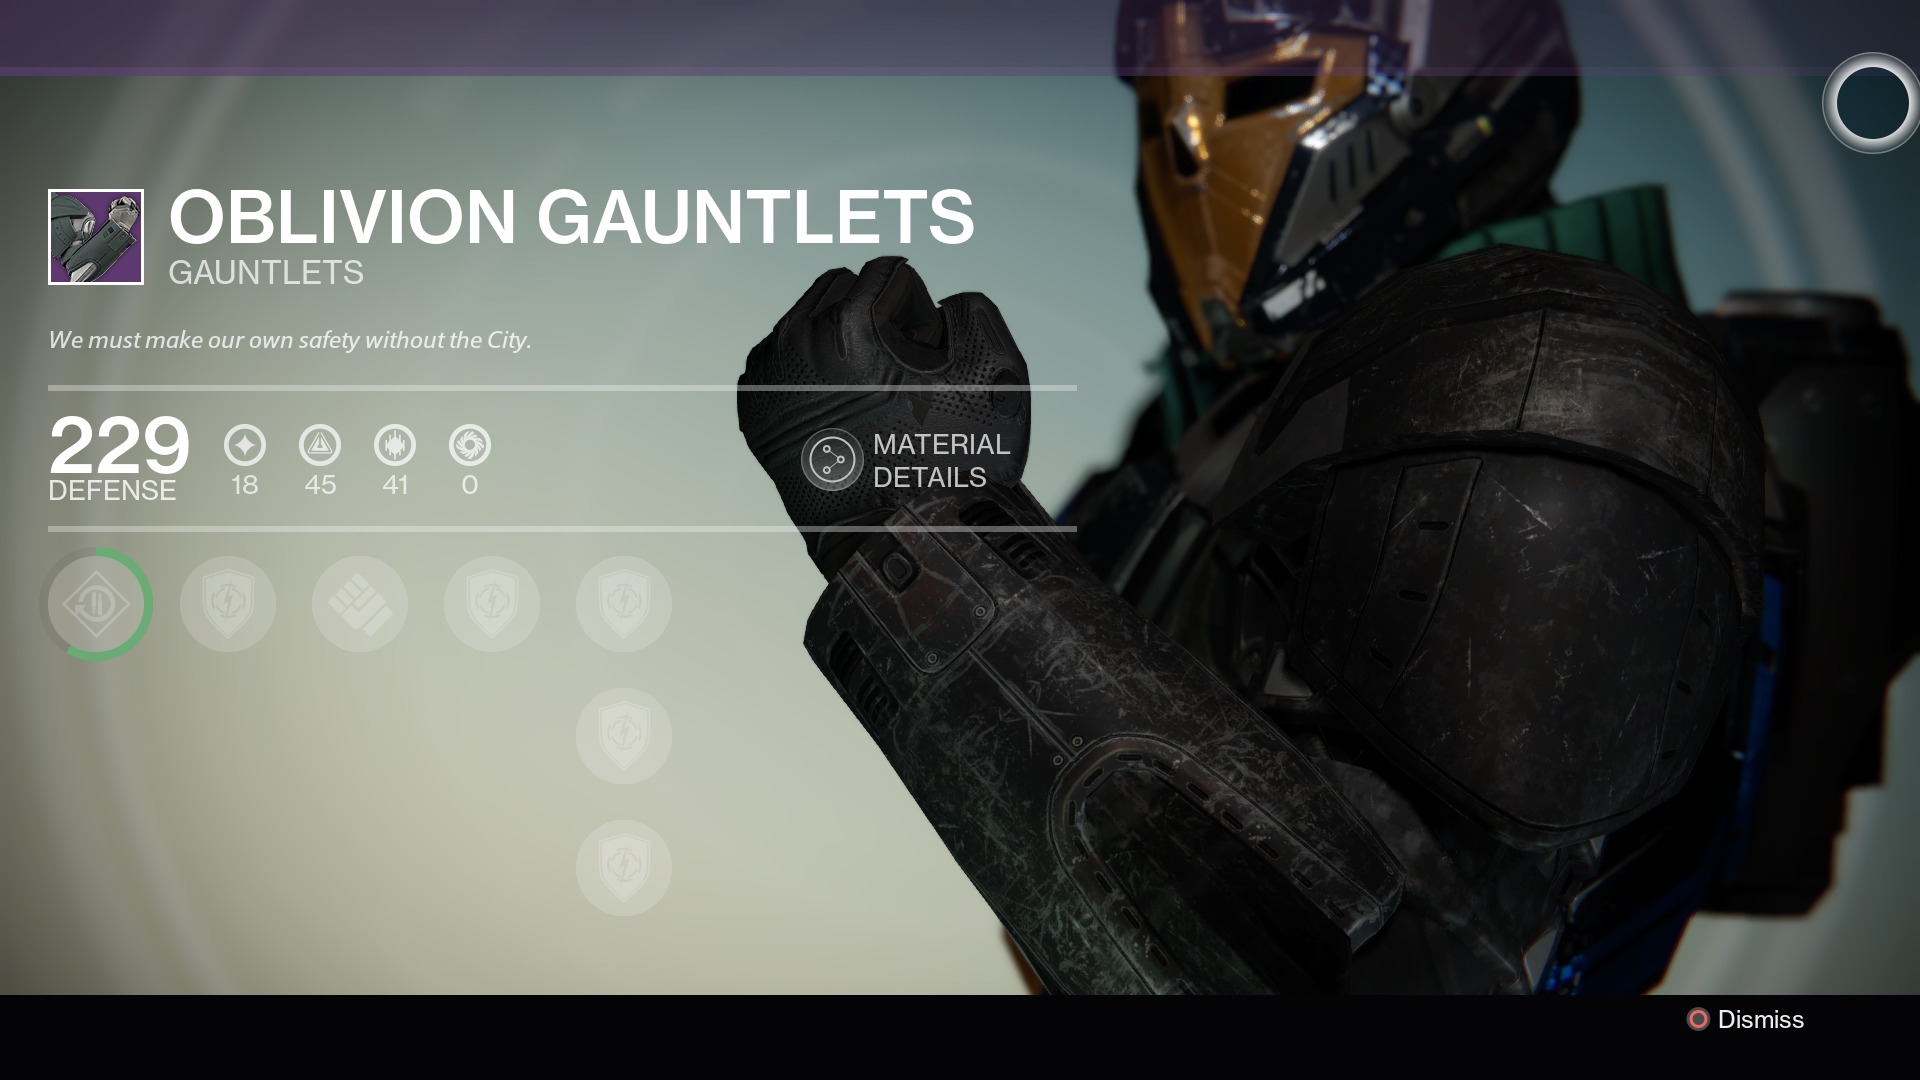 OBLIVION GAUNTLETS
GAUNTLETS
We must make our own safety without the City.
229
DEFENSE
18 45 41 0
MATERIAL
DETAILS
Dismiss